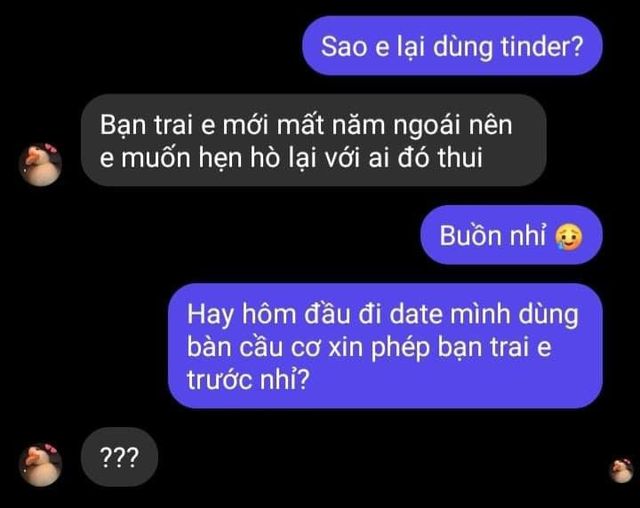 Sao e lại dùng tinder?
Bạn trai e mới mất năm ngoái nên
e muốn hẹn hò lại với ai đó thui
Buồn nhỉ 😥
Hay hôm đầu đi date mình dùng
bàn cầu cơ xin phép bạn trai e
trước nhỉ?
???